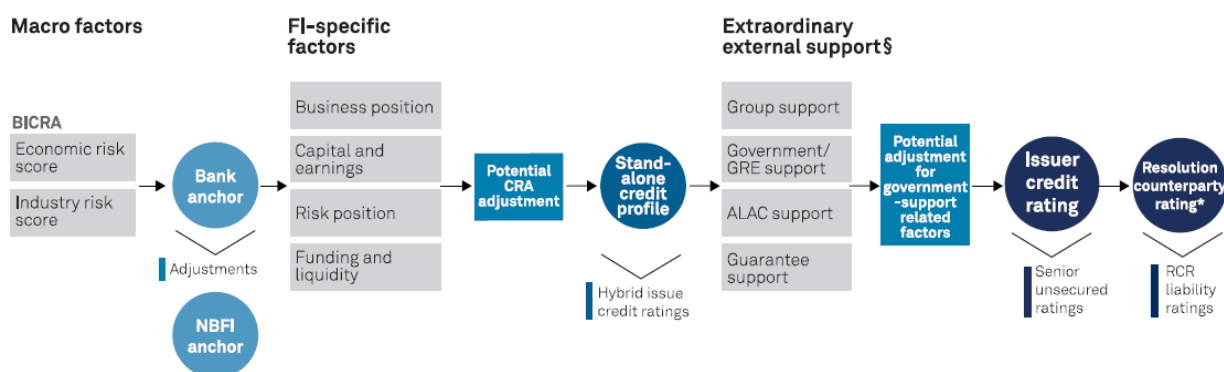 Macro factors
FI-specific
factors
Extraordinary
external support§
BICRA
Economic risk
score
Industry risk
score
Bank
anchor
Adjustments
NBFI
anchor
Business position
Capital and
earnings
Risk position
Funding and
liquidity
Potential
CRA
adjustment
Stand-
alone
credit
profile
Hybrid issue
credit ratings
Group support
Government/
GRE support
ALAC support
Guarantee
support
Potential
adjustment
for
government
-support
related
factors
Issuer
credit
rating
Senior
unsecured
ratings
Resolution
counterparty
rating*
RCR
liability
ratings